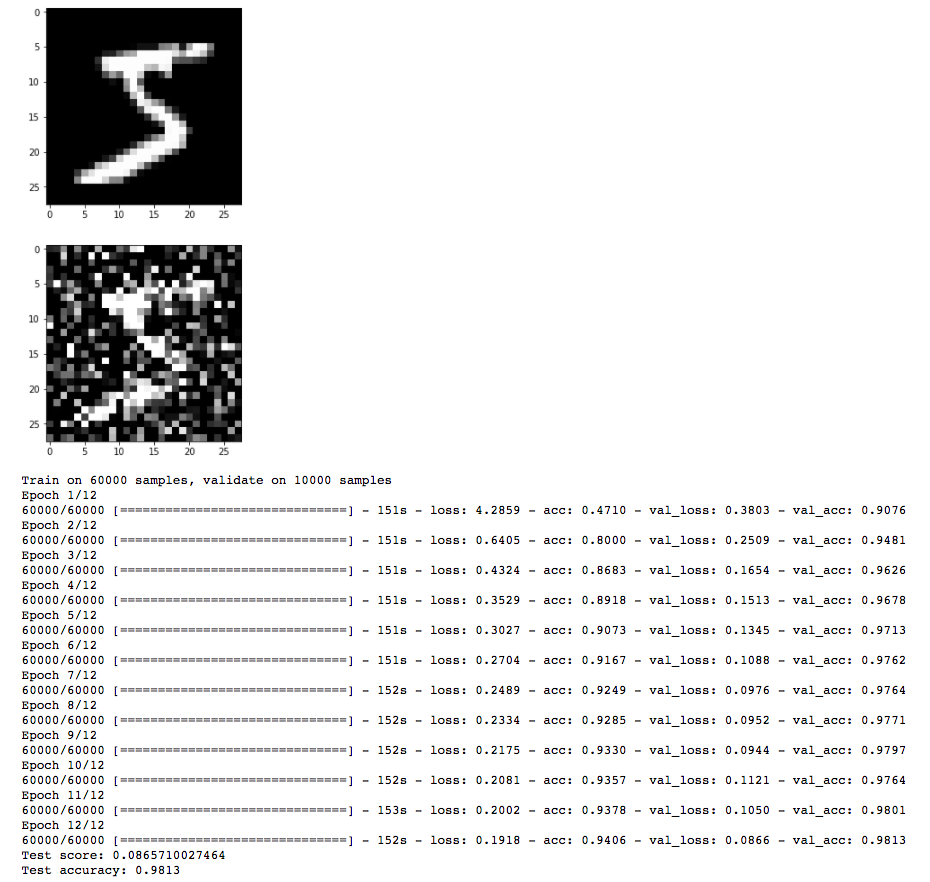 0
5
10
15
20
25
0 5 10 15 20 25
0
5
10
15
20
25
0 5 10 15 20 25
Train on 60000 samples, validate on 10000 samples
Epoch 1/12
60000/60000 [==============================] - 151s - loss: 4.2859 - acc: 0.4710 - val_loss: 0.3803 - val_acc: 0.9076
Epoch 2/12
60000/60000 [==============================] - 151s - loss: 0.6405 - acc: 0.8000 - val_loss: 0.2509 - val_acc: 0.9481
Epoch 3/12
60000/60000 [==============================] - 151s - loss: 0.4324 - acc: 0.8683 - val_loss: 0.1654 - val_acc: 0.9626
Epoch 4/12
60000/60000 [==============================] - 151s - loss: 0.3529 - acc: 0.8918 - val_loss: 0.1513 - val_acc: 0.9678
Epoch 5/12
60000/60000 [==============================] - 151s - loss: 0.3027 - acc: 0.9073 - val_loss: 0.1345 - val_acc: 0.9713
Epoch 6/12
60000/60000 [==============================] - 151s - loss: 0.2704 - acc: 0.9167 - val_loss: 0.1088 - val_acc: 0.9762
Epoch 7/12
60000/60000 [==============================] - 152s - loss: 0.2489 - acc: 0.9249 - val_loss: 0.0976 - val_acc: 0.9764
Epoch 8/12
60000/60000 [==============================] - 152s - loss: 0.2334 - acc: 0.9285 - val_loss: 0.0952 - val_acc: 0.9771
Epoch 9/12
60000/60000 [==============================] - 152s - loss: 0.2175 - acc: 0.9330 - val_loss: 0.0944 - val_acc: 0.9797
Epoch 10/12
60000/60000 [==============================] - 152s - loss: 0.2081 - acc: 0.9357 - val_loss: 0.1121 - val_acc: 0.9764
Epoch 11/12
60000/60000 [==============================] - 153s - loss: 0.2002 - acc: 0.9378 - val_loss: 0.1050 - val_acc: 0.9801
Epoch 12/12
60000/60000 [==============================] - 152s - loss: 0.1918 - acc: 0.9406 - val_loss: 0.0866 - val_acc: 0.9813
Test score: 0.0865710027464
Test accuracy: 0.9813